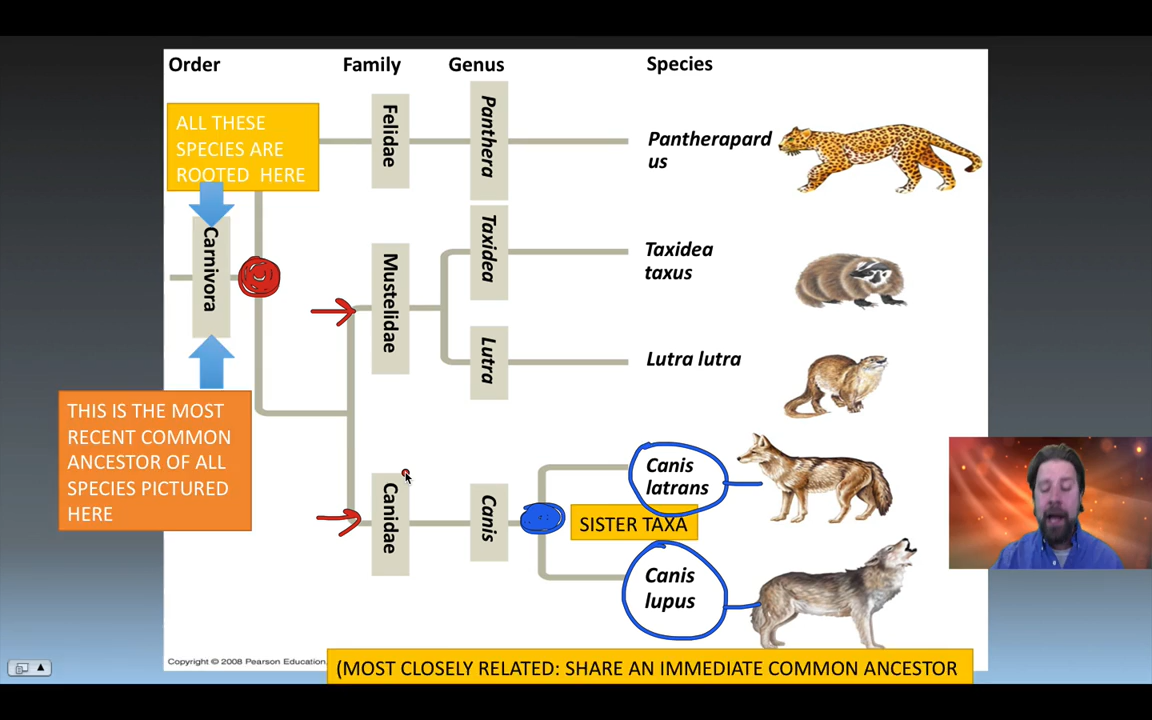 Order
Family
Genus
Species
ALL THESE
SPECIES ARE
ROOTED HERE
Felidae
Panthera
Pantherapard
us
Carnivora
Mustelidae
Taxidea
Taxidea
taxus
Lutra
Lutra lutra
THIS IS THE MOST
RECENT COMMON
ANCESTOR OF ALL
SPECIES PICTURED
HERE
Canidae
Canis
Canis
latrans
SISTER TAXA
Canis
lupus
Copyright © 2008 Pearson Education
(MOST CLOSELY RELATED: SHARE AN IMMEDIATE COMMON ANCESTOR